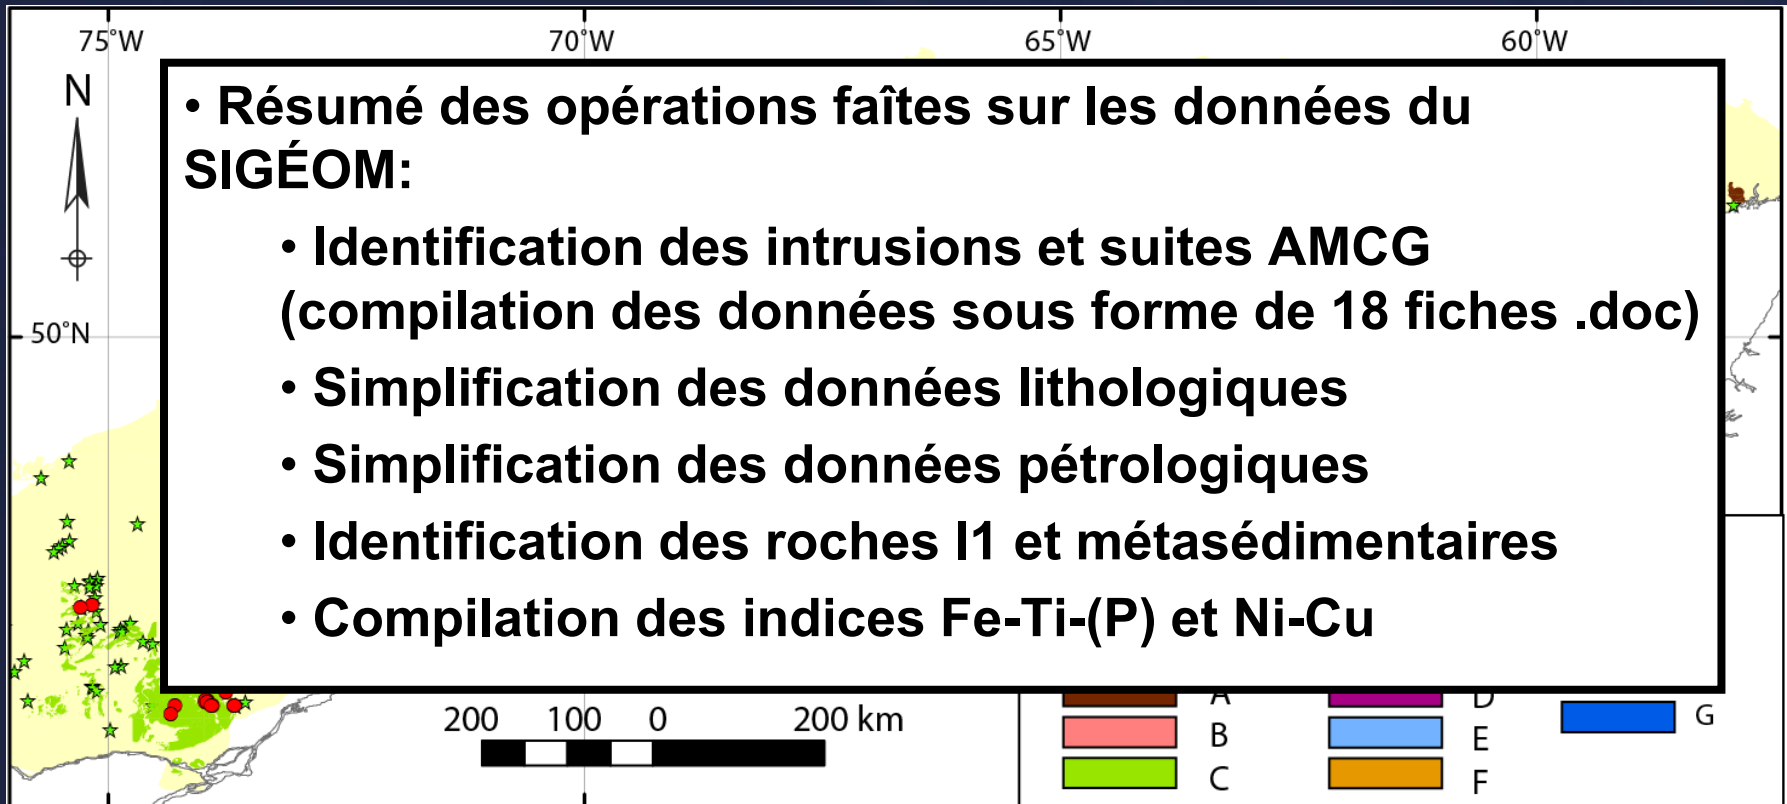 75°W 70°W 65°W 60°W
N
• Résumé des opérations faîtes sur les données du
SIGÉOM:
• Identification des intrusions et suites AMCG
(compilation des données sous forme de 18 fiches .doc)
50°N
• Simplification des données lithologiques
• Simplification des données pétrologiques
• Identification des roches I1 et métasédimentaires
• Compilation des indices Fe-Ti-(P) et Ni-Cu
200 100 0 200 km
A D
G
B E
C F